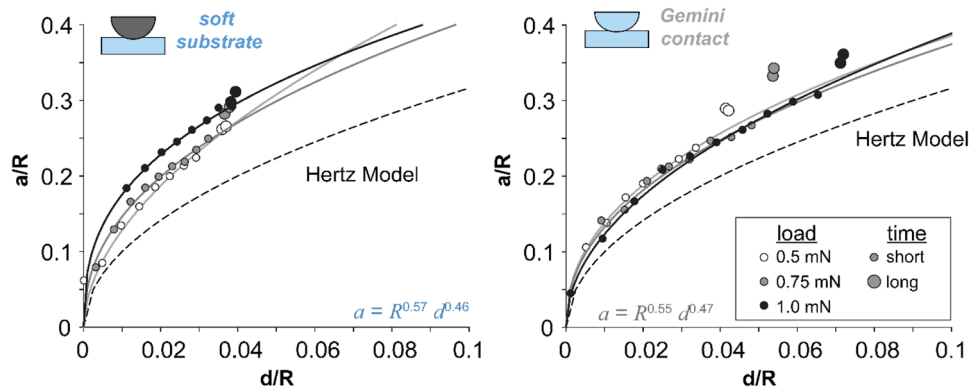 soft
substrate
a/R
0.4
0.3
0.2
0.1
0
Hertz Model
a = R^0.57 d^0.46
0 0.02 0.04 0.06 0.08 0.1
d/R
Gemini
contact
a/R
0.4
0.3
0.2
0.1
0
Hertz Model
load time
0.5 mN short
0.75 mN long
1.0 mN
a = R^0.55 d^0.47
0 0.02 0.04 0.06 0.08 0.1
d/R